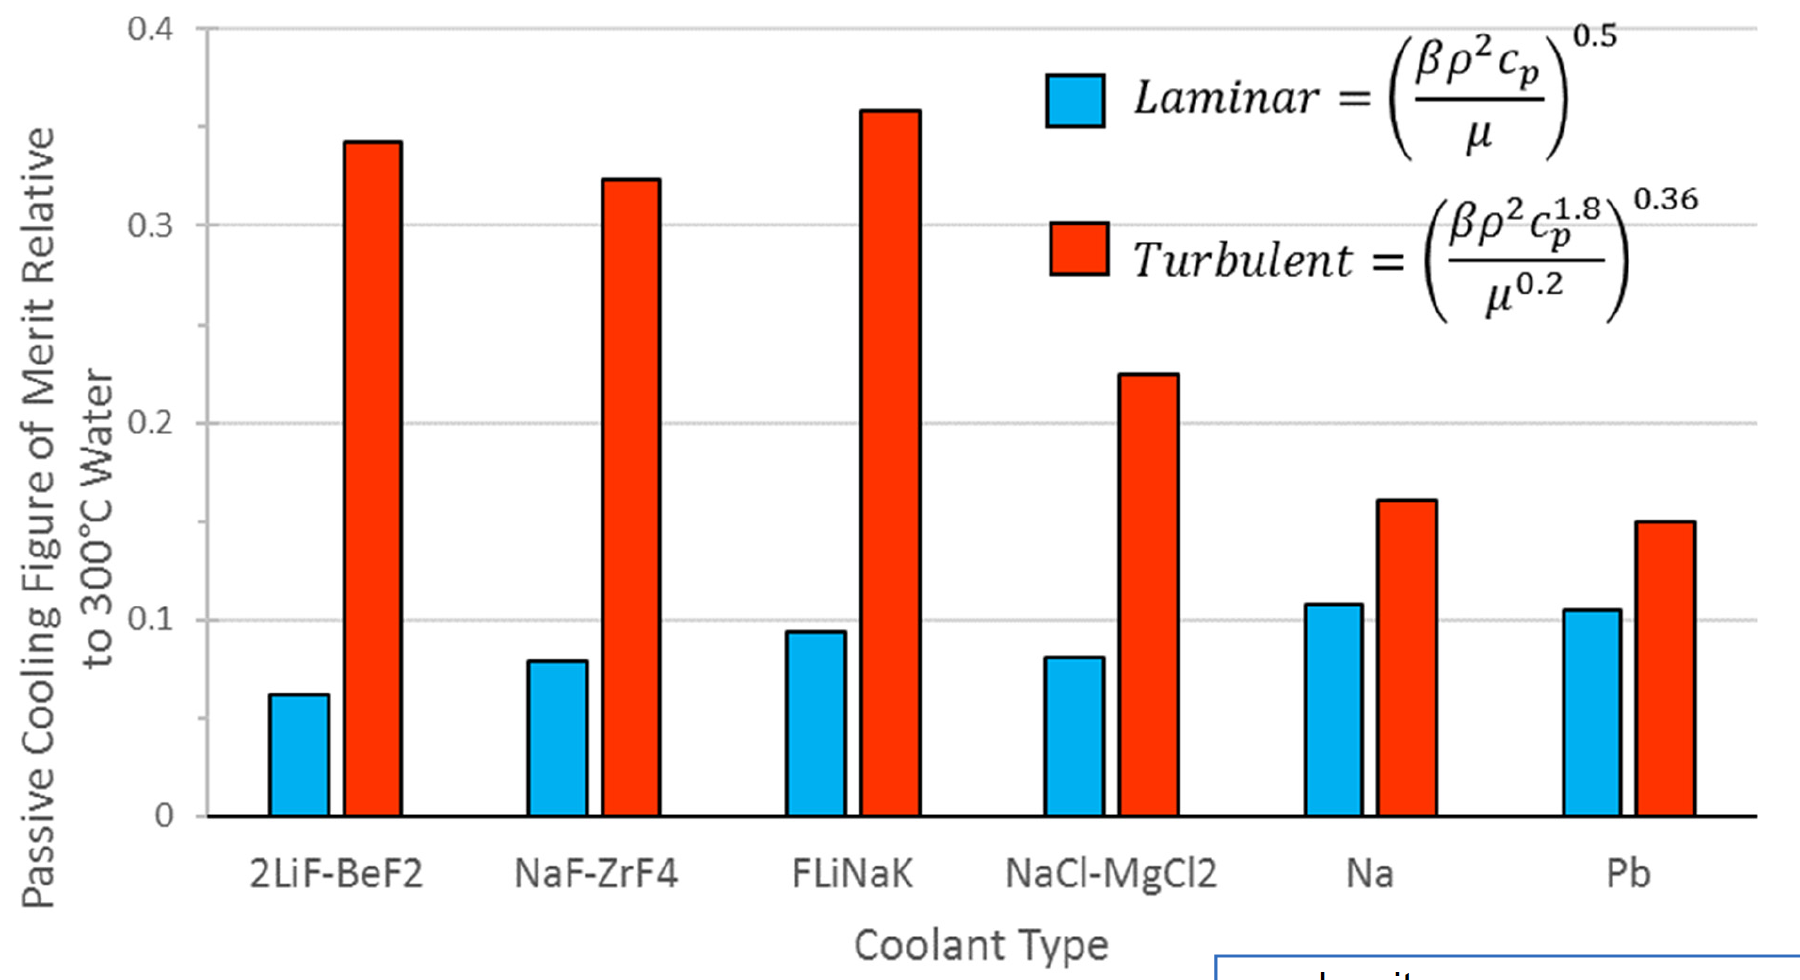 Passive Cooling Figure of Merit Relative
to 300°C Water
0.4
0.3
0.2
0.1
0
Laminar = (βρ²c_p / μ)^0.5
Turbulent = (βρ²c_p^1.8 / μ^0.2)^0.36
2LiF-BeF2 NaF-ZrF4 FLiNaK NaCl-MgCl2 Na Pb
Coolant Type